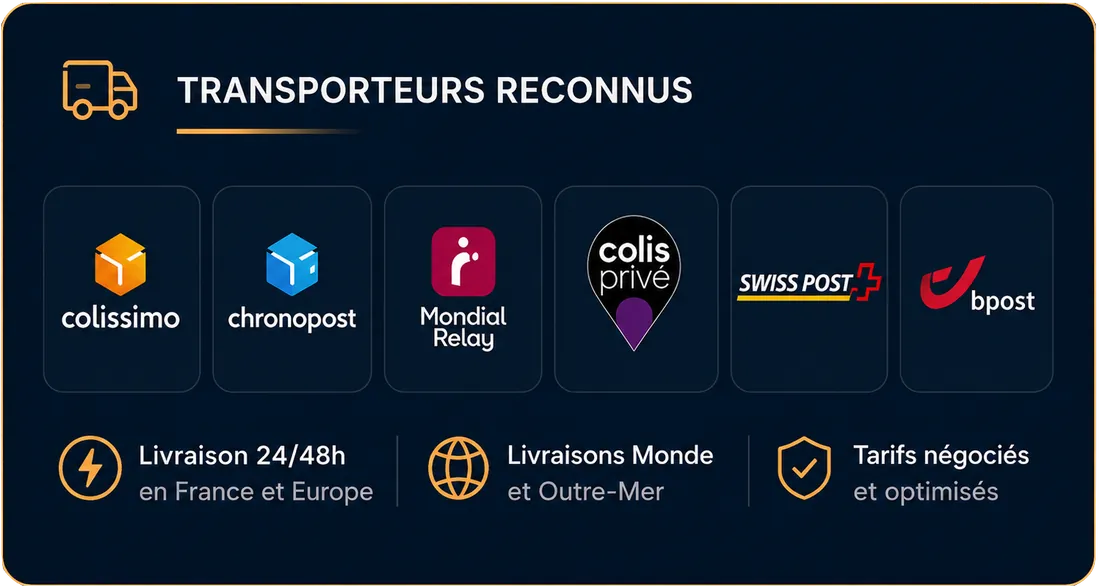 TRANSPORTEURS RECONNUS
colissimo
chronopost
Mondial
Relay
colis
privé
SWISS POST
bpost
Livraison 24/48h
en France et Europe
Livraisons Monde
et Outre-Mer
Tarifs négociés
et optimisés